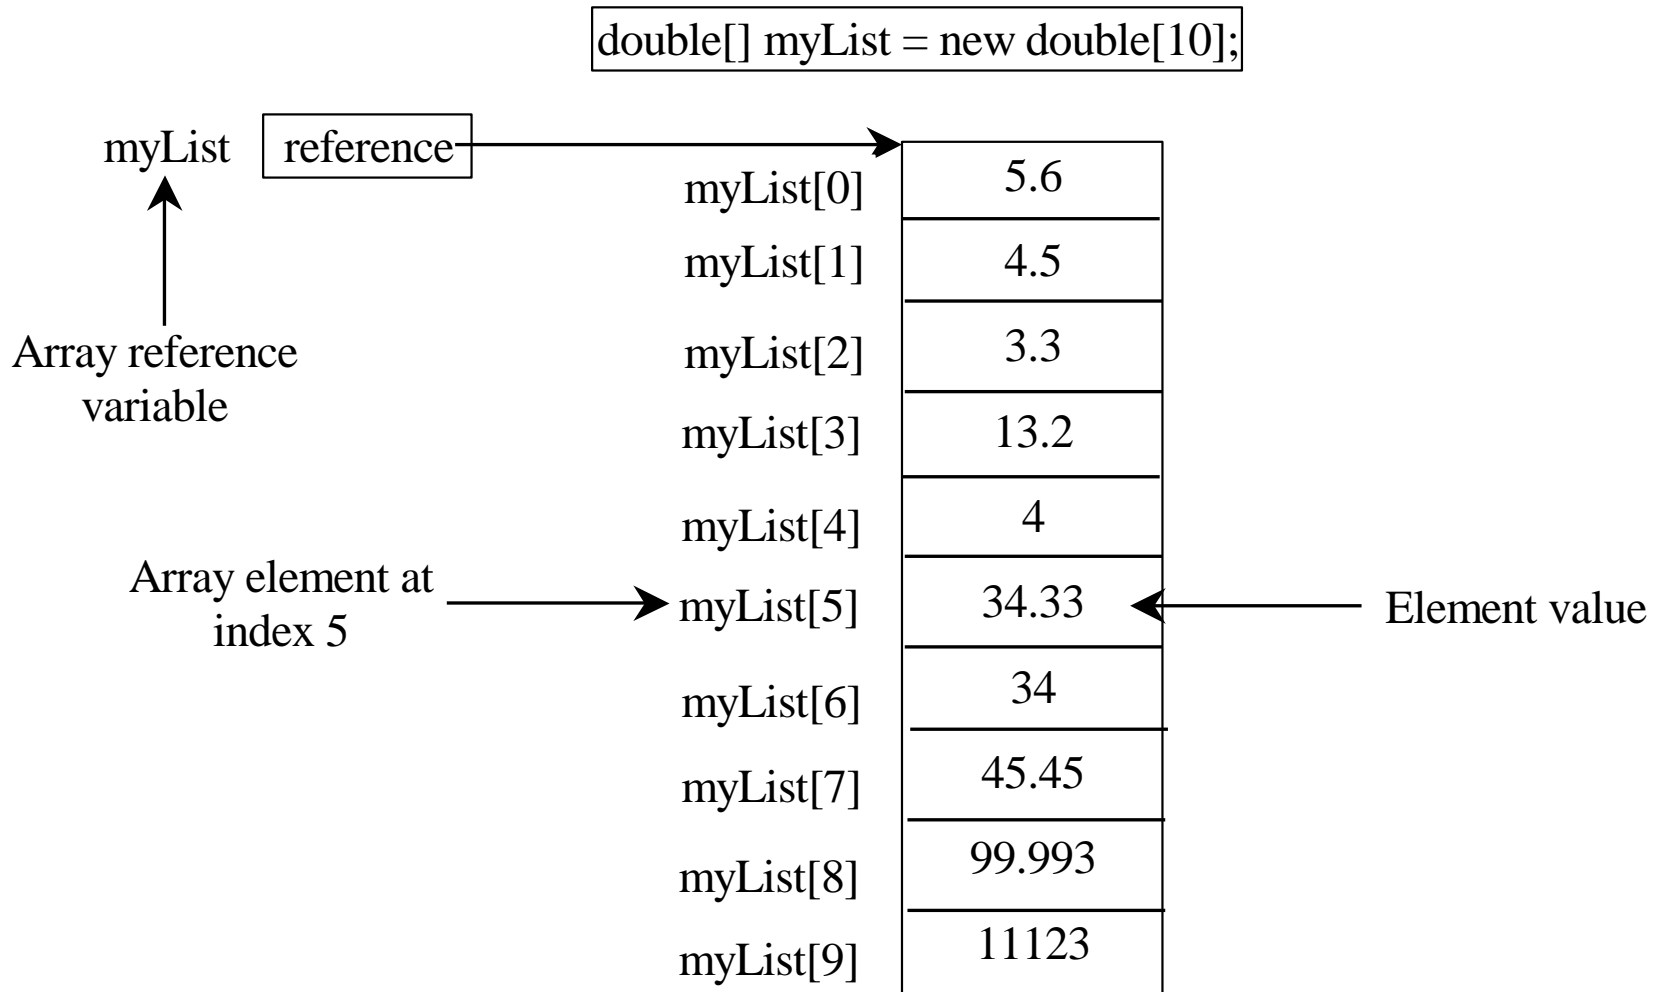 double[] myList = new double[10];
myList reference
myList[0] 5.6
myList[1] 4.5
Array reference
variable
myList[2] 3.3
myList[3] 13.2
myList[4] 4
Array element at
index 5
myList[5] 34.33 Element value
myList[6] 34
myList[7] 45.45
myList[8] 99.993
myList[9] 11123